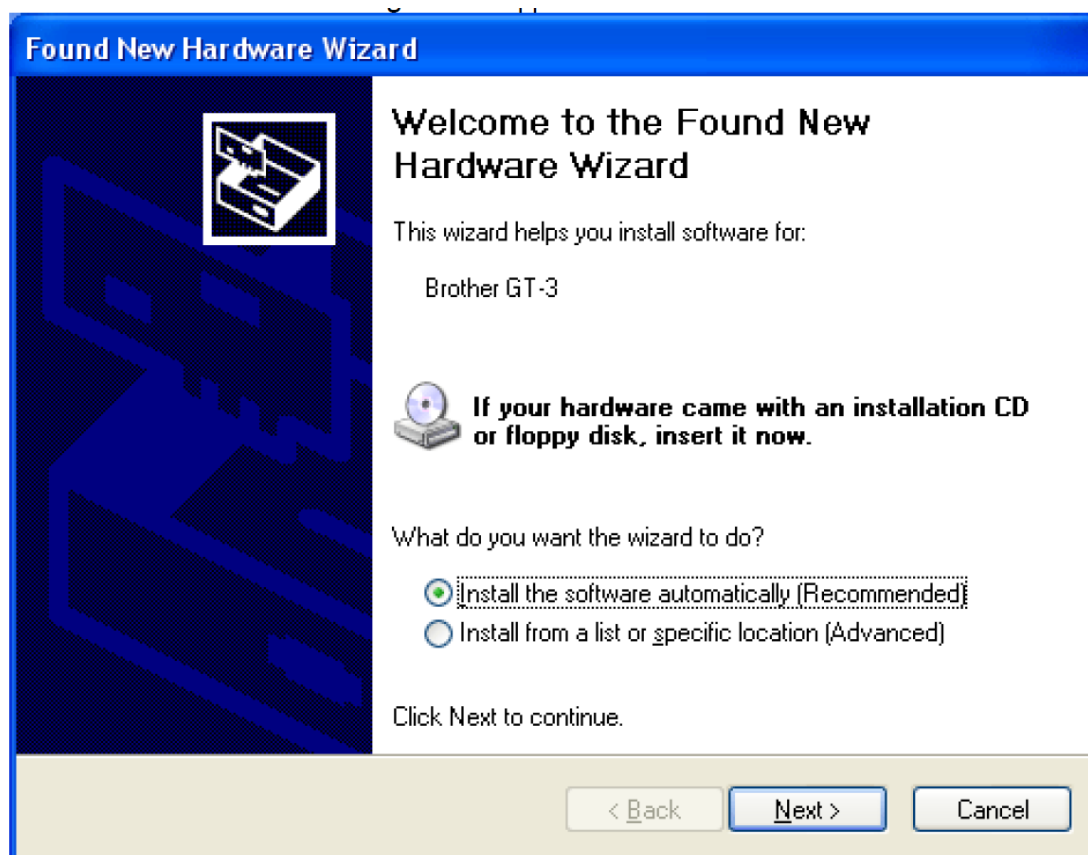 Found New Hardware Wizard
Welcome to the Found New
Hardware Wizard
This wizard helps you install software for:
Brother GT-3
If your hardware came with an installation CD
or floppy disk, insert it now.
What do you want the wizard to do?
Install the software automatically (Recommended)
Install from a list or specific location (Advanced)
Click Next to continue.
< Back Next > Cancel